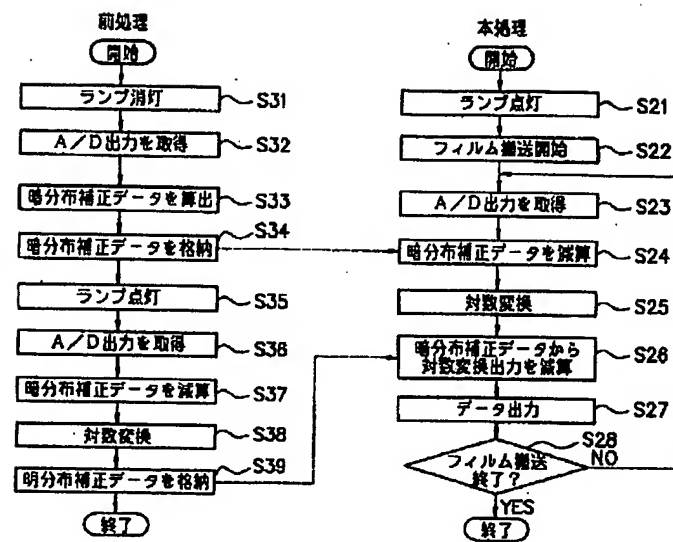 前処理
開始
ランプ消灯
S31
A/D出力を取得
S32
暗分布補正データを算出
S33
暗分布補正データを格納
S34
ランプ点灯
S35
A/D出力を取得
S36
暗分布補正データを減算
S37
対数変換
S38
明分布補正データを格納
S39
終了
本処理
開始
ランプ点灯
S21
フィルム搬送開始
S22
A/D出力を取得
S23
暗分布補正データを減算
S24
対数変換
S25
暗分布補正データから
対数変換出力を減算
S26
データ出力
S27
フィルム搬送
終了?
S28
NO
YES
終了